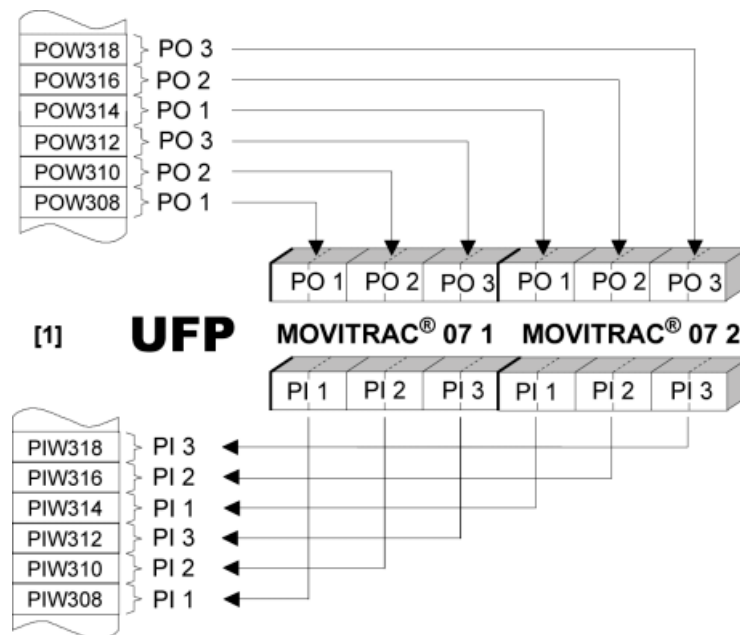 POW318 PO 3
POW316 PO 2
POW314 PO 1
POW312 PO 3
POW310 PO 2
POW308 PO 1
PO 1 PO 2 PO 3 PO 1 PO 2 PO 3
[1] UFP MOVITRAC® 07 1 MOVITRAC® 07 2
PI 1 PI 2 PI 3 PI 1 PI 2 PI 3
PIW318 PI 3
PIW316 PI 2
PIW314 PI 1
PIW312 PI 3
PIW310 PI 2
PIW308 PI 1